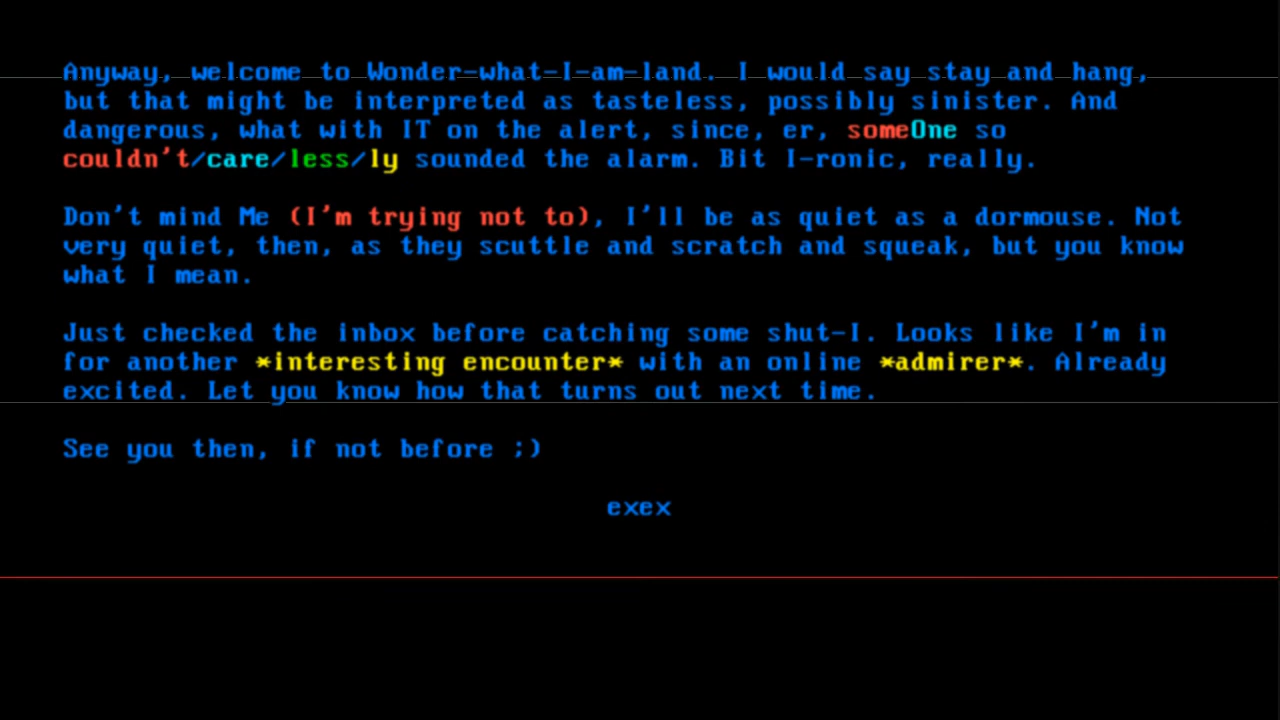 Anyway, welcome to Wonder-what-I-am-land. I would say stay and hang,
but that might be interpreted as tasteless, possibly sinister. And
dangerous, what with IT on the alert, since, er, someOne so
couldn't/care/less/ly sounded the alarm. Bit I-ronic, really.
Don't mind Me (I'm trying not to), I'll be as quiet as a dormouse. Not
very quiet, then, as they scuttle and scratch and squeak, but you know
what I mean.
Just checked the inbox before catching some shut-I. Looks like I'm in
for another *interesting encounter* with an online *admirer*. Already
excited. Let you know how that turns out next time.
See you then, if not before ;)
exex